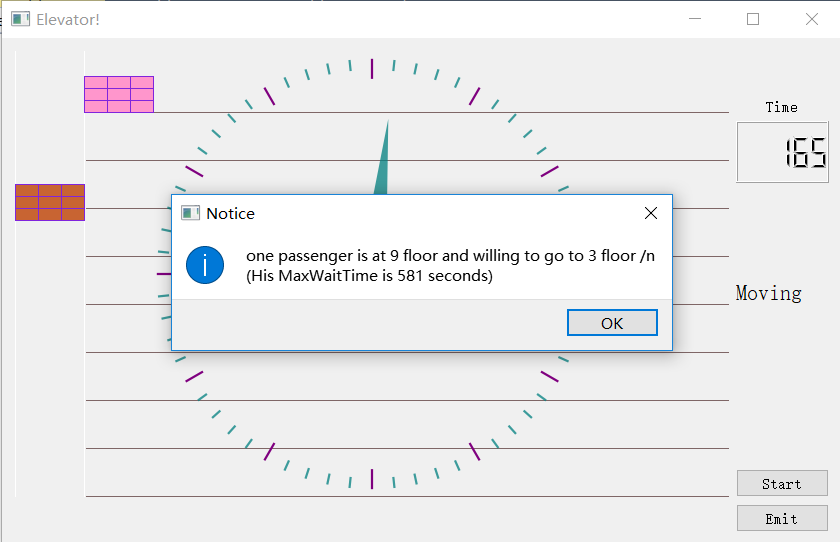 Elevator!
Time
165
Notice
one passenger is at 9 floor and willing to go to 3 floor /n
(His MaxWaitTime is 581 seconds)
OK
Moving
Start
Emit